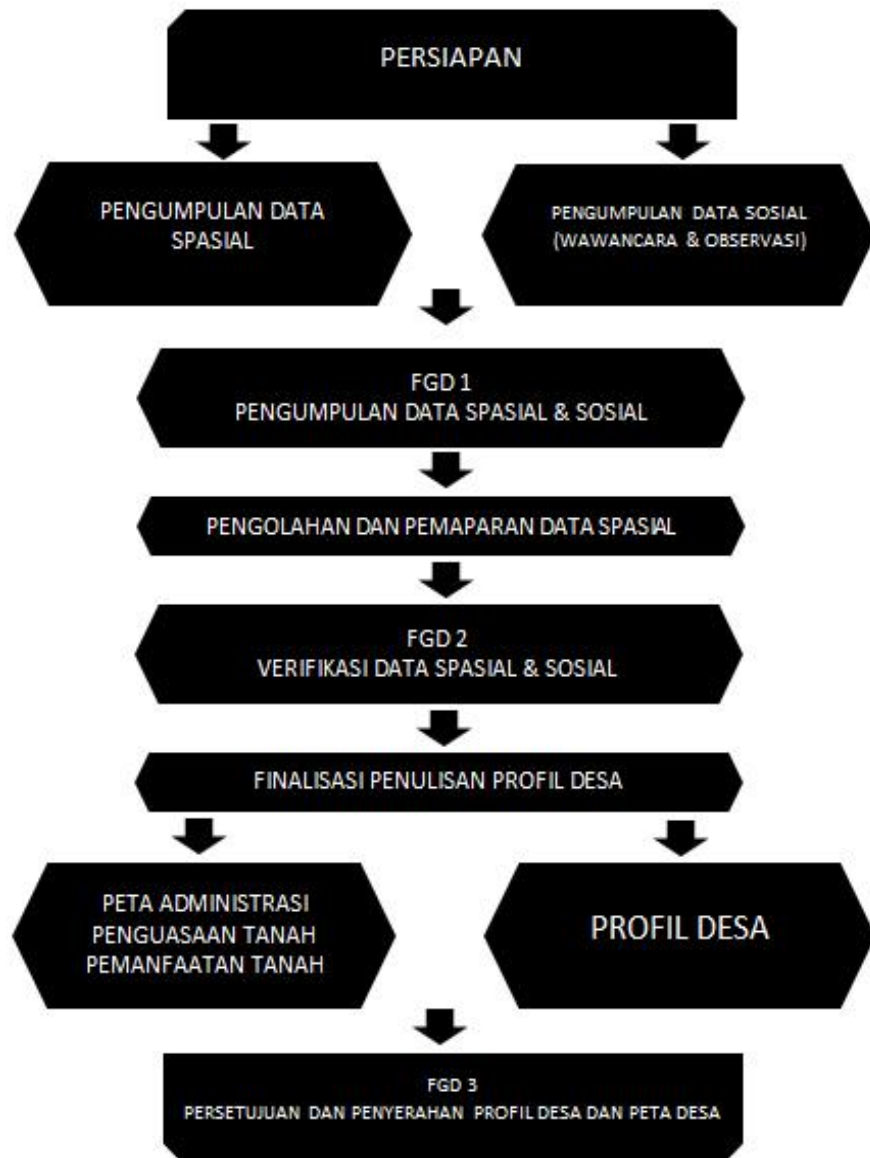 PERSIAPAN
PENGUMPULAN DATA
SPASIAL
PENGUMPULAN DATA SOSIAL
(WAWANCARA & OBSERVASI)
FGD 1
PENGUMPULAN DATA SPASIAL & SOSIAL
PENGOLAHAN DAN PEMAPARAN DATA SPASIAL
FGD 2
VERIFIKASI DATA SPASIAL & SOSIAL
FINALISASI PENULISAN PROFIL DESA
PETA ADMINISTRASI
PENGUASAAN TANAH
PEMANFAATAN TANAH
PROFIL DESA
FGD 3
PERSETUJUAN DAN PENYERAHAN PROFIL DESA DAN PETA DESA